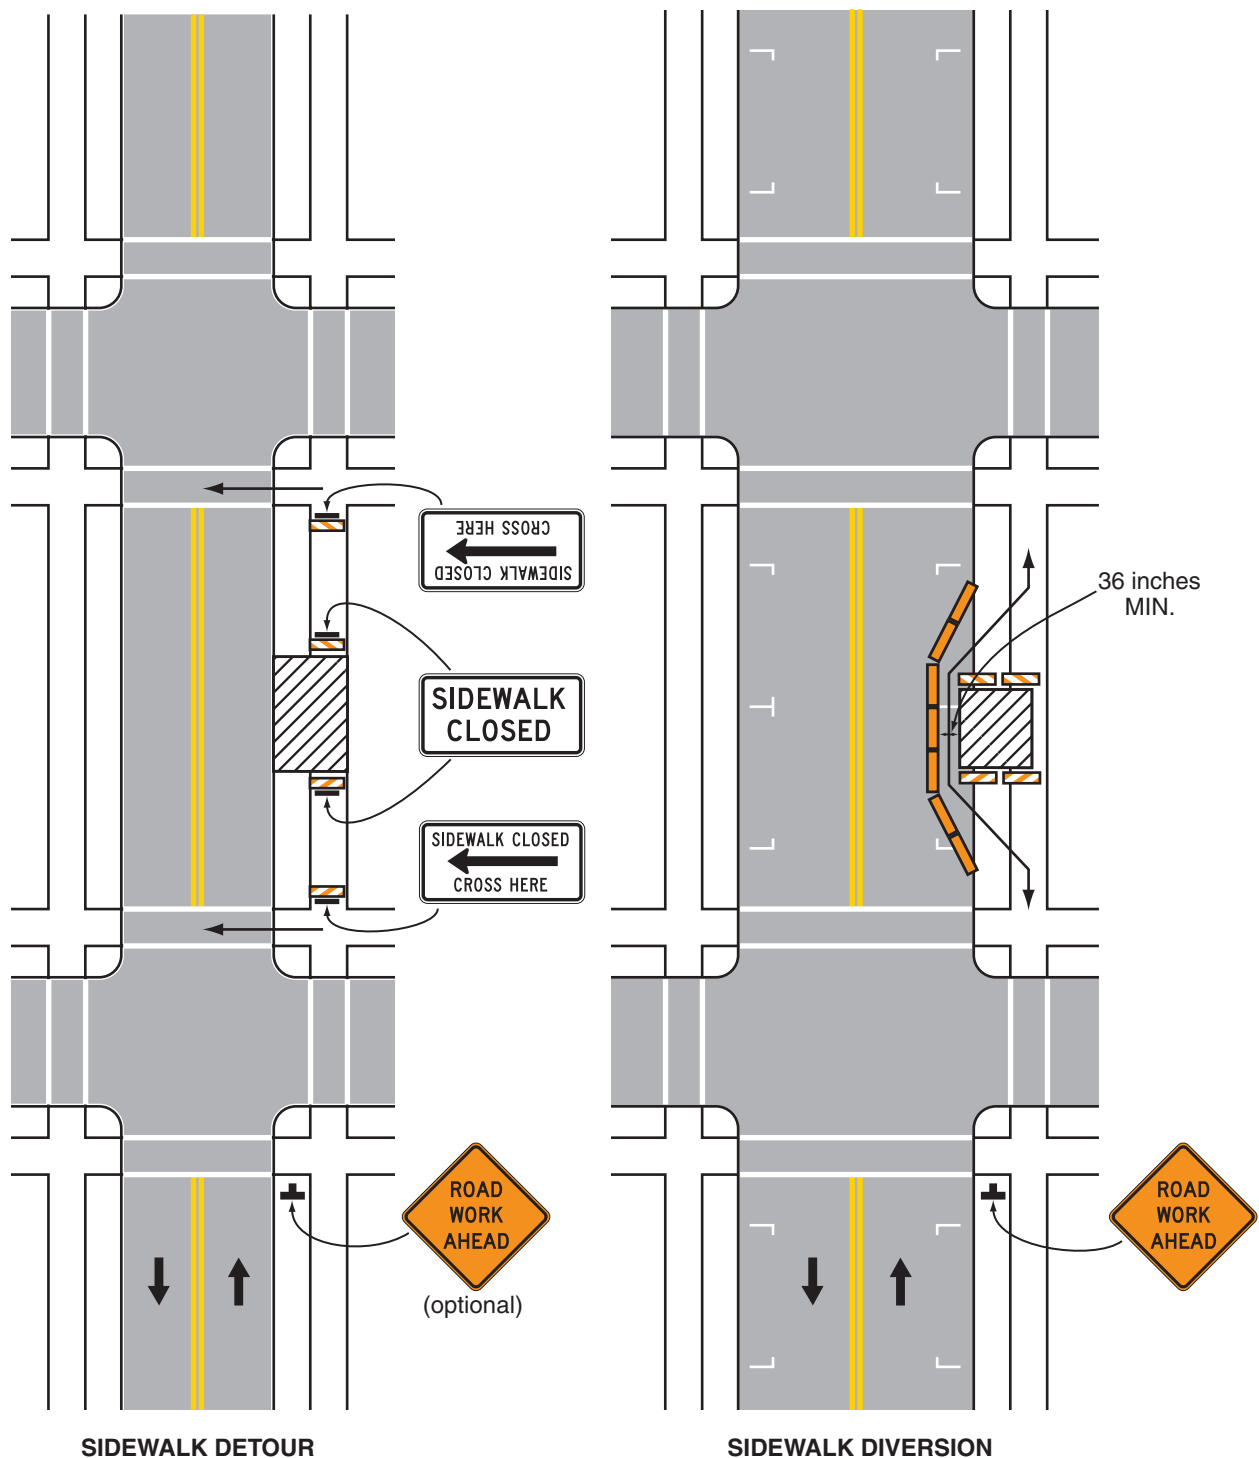 CROSS HERE
SIDEWALK CLOSED
36 inches
MIN.
SIDEWALK
CLOSED
SIDEWALK CLOSED
CROSS HERE
ROAD
WORK
AHEAD
(optional)
ROAD
WORK
AHEAD
SIDEWALK DETOUR
SIDEWALK DIVERSION